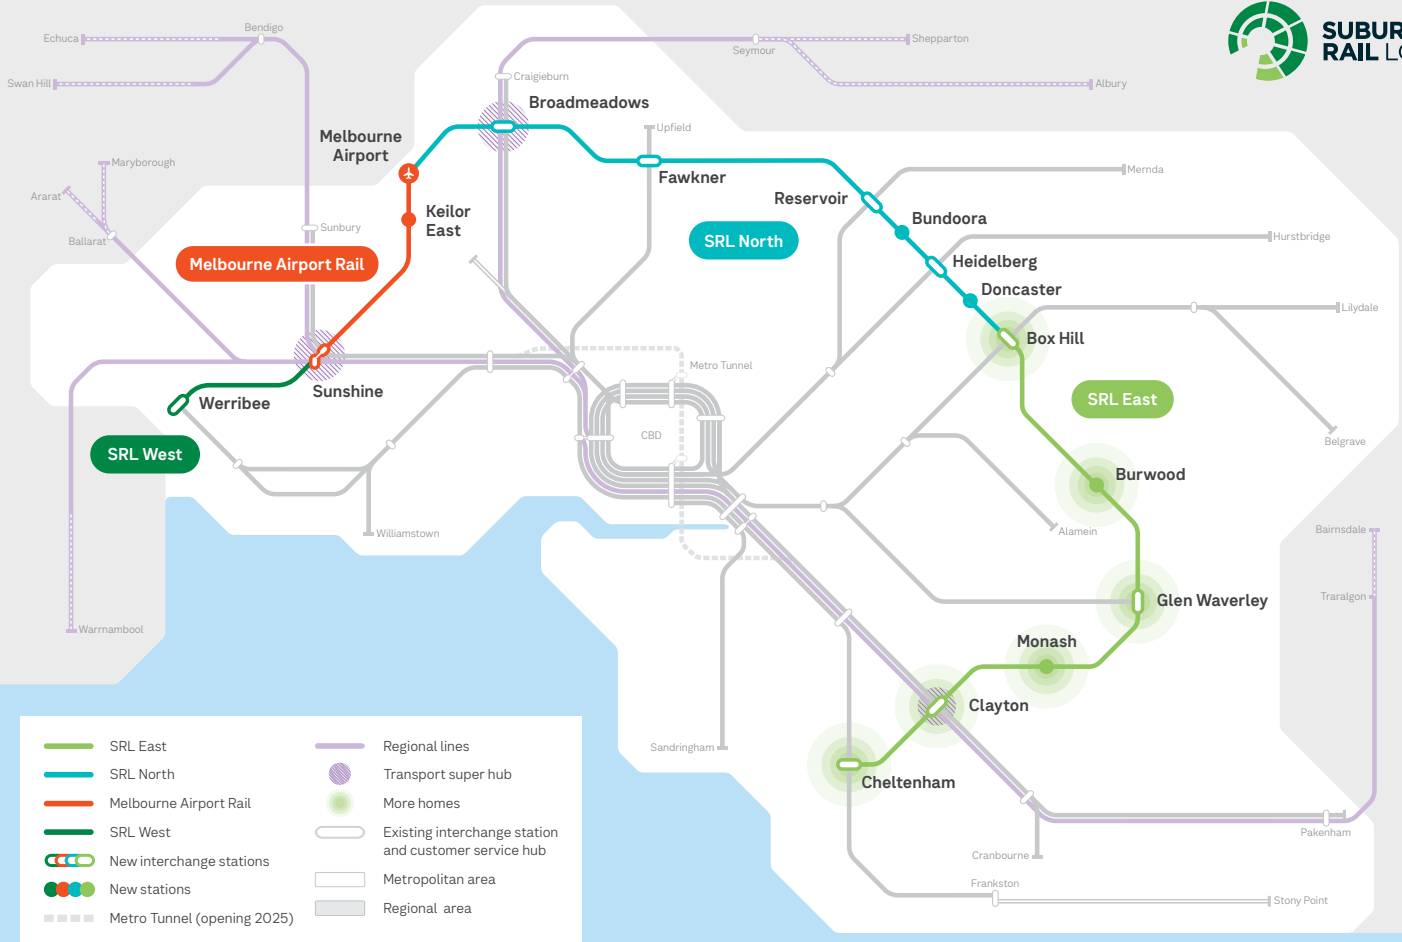 SUBUR
RAIL LO
Echuca
Bendigo
Swan Hill
Seymour
Shepparton
Albury
Craigieburn
Broadmeadows
Melbourne
Airport
Upfield
Fawkner
Maryborough
Ararat
Ballarat
Sunbury
Keilor
East
Melbourne Airport Rail
SRL North
Reservoir
Bundoora
Heidelberg
Doncaster
Box Hill
Mernda
Hurstbridge
Lilydale
Belgrave
Sunshine
Werribee
SRL West
Metro Tunnel
CBD
SRL East
Burwood
Alamein
Williamstown
Warrnambool
Glen Waverley
Monash
Clayton
Cheltenham
Sandringham
Bairnsdale
Traralgon
Pakenham
Cranbourne
Frankston
Stony Point
SRL East
SRL North
Melbourne Airport Rail
SRL West
New interchange stations
New stations
Metro Tunnel (opening 2025)
Regional lines
Transport super hub
More homes
Existing interchange station
and customer service hub
Metropolitan area
Regional area